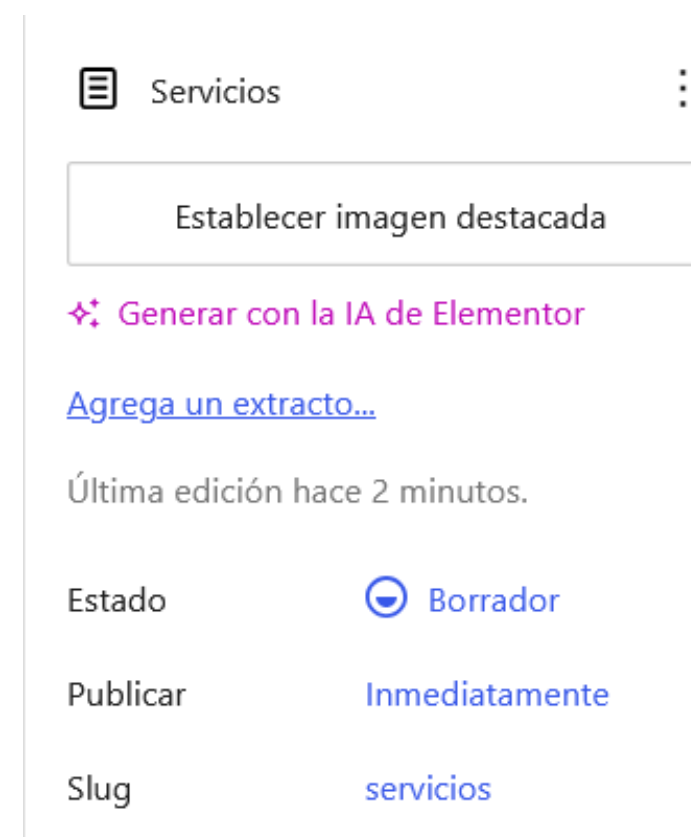 Servicios
Establecer imagen destacada
Generar con la IA de Elementor
Agrega un extracto...
Última edición hace 2 minutos.
Estado Borrador
Publicar Inmediatamente
Slug servicios